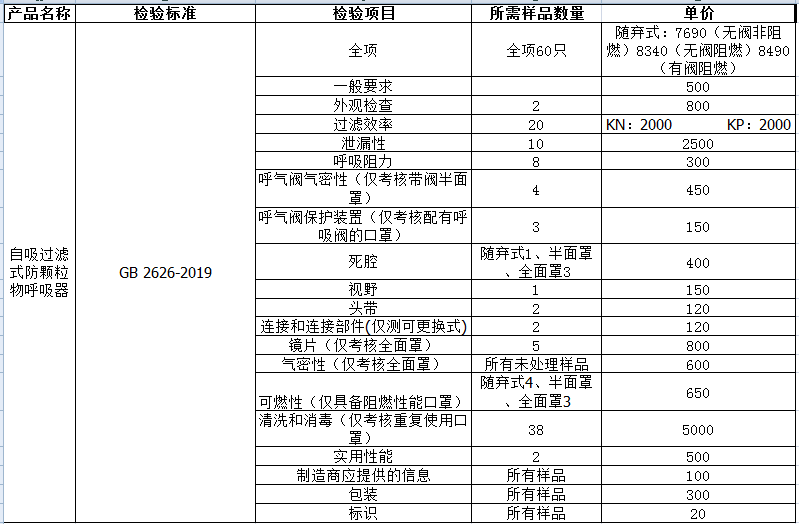 产品名称 检验标准 检验项目 所需样品数量 单价
全项 全项60只 随弃式：7690（无阀非阻
燃）8340（无阀阻燃）8490
（有阀阻燃）
一般要求 500
外观检查 2 800
过滤效率 20 KN：2000 KP：2000
泄漏性 10 2500
呼吸阻力 8 300
呼气阀气密性（仅考核带阀半面
罩） 4 450
呼气阀保护装置（仅考核配有呼
吸阀的口罩） 3 150
自吸过滤
式防颗粒
物呼吸器
GB 2626-2019
死腔 随弃式1、半面罩
、全面罩3 400
视野 1 150
头带 2 120
连接和连接部件(仅测可更换式) 2 120
镜片（仅考核全面罩） 5 800
气密性（仅考核全面罩） 所有未处理样品 600
可燃性（仅具备阻燃性能口罩） 随弃式4、半面罩
、全面罩3 650
清洗和消毒（仅考核重复使用口
罩） 38 5000
实用性能 2 500
制造商应提供的信息 所有样品 100
包装 所有样品 300
标识 所有样品 20